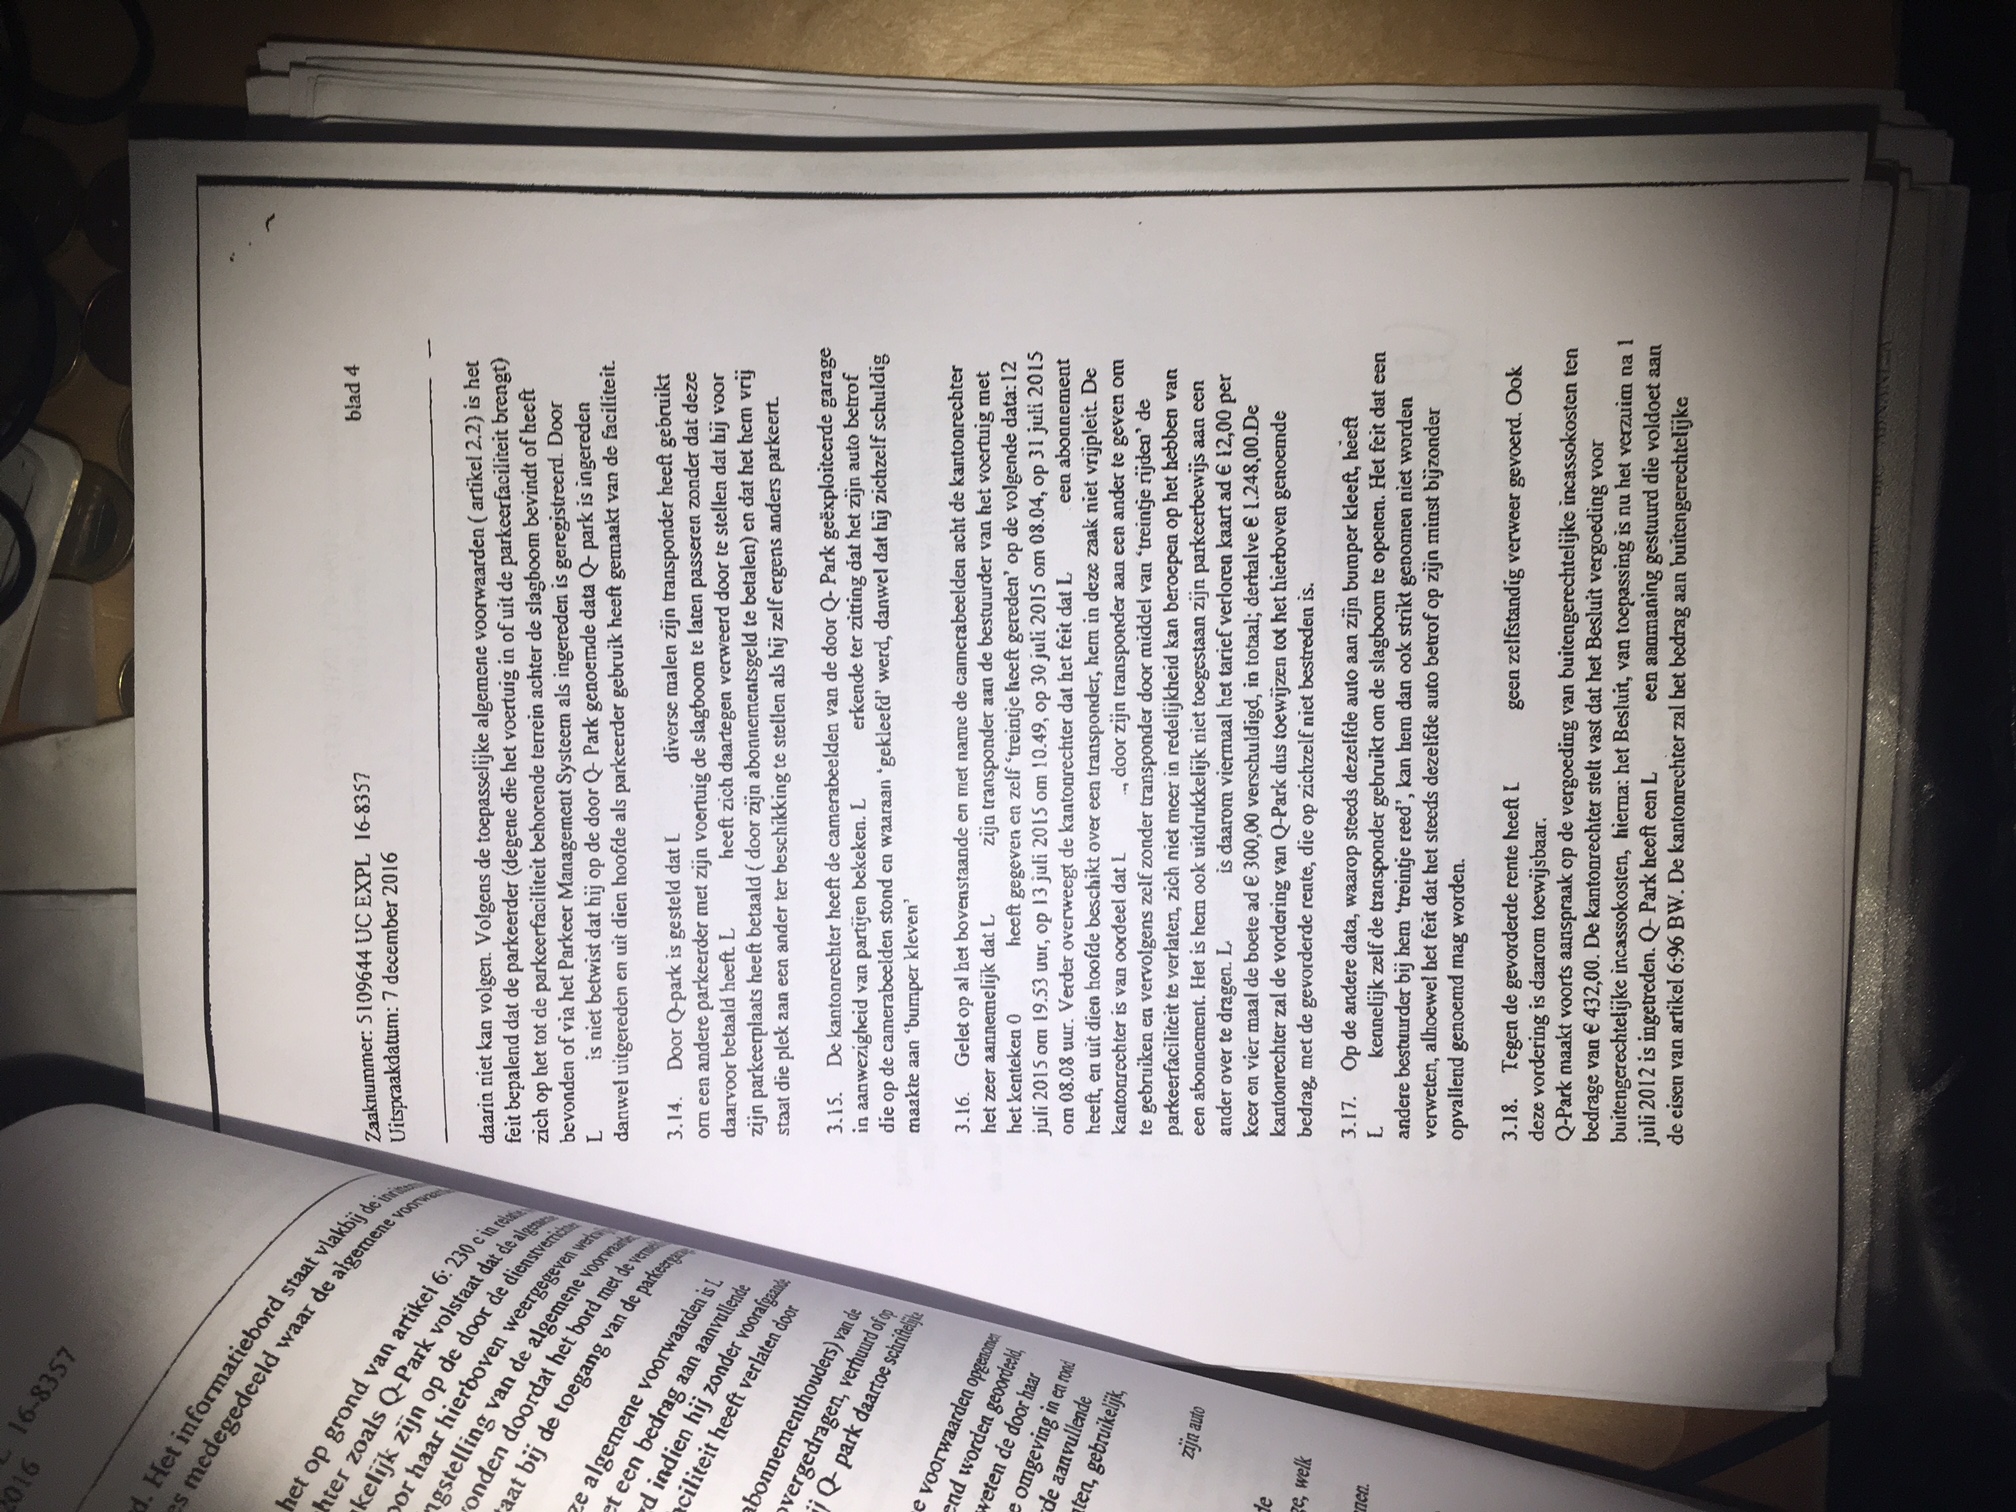 16-8357
2016
d. Het informatiebord staat vlakbij de
es medegedeeld waar de algemene
het op grond van artikel 6: 230 c in
hter zoals Q-Park volstaat dat de
kelijk zijn op de door de
oor haar hierboven weergegeven
ngstelling van de algemene
onden doordat het bord met de
taat bij de toegang van de
ze algemene voorwaarden is L
et een bedrag aan aanvullende
d indien hij zonder voorafgaande
ciliteit heeft verlaten door
abonnementhouders) van de
overgedragen, verhuurd of op
ij Q- park daartoe schriftelijke
e voorwaarden opgenomen
end worden geoordeeld,
weten de door haar
e omgeving in en rond
de aanvullende
ten, gebruikelijk,
zijn auto
de
ge, welk
nen.
Zaaknummer: 5109644 UC EXPL 16-8357 blad 4
Uitspraakdatum: 7 december 2016
daarin niet kan volgen. Volgens de toepasselijke algemene voorwaarden ( artikel 2.2) is het
feit bepalend dat de parkeerder (degene die het voertuig in of uit de parkeerfaciliteit brengt)
zich op het tot de parkeerfaciliteit behorende terrein achter de slagboom bevindt of heeft
bevonden of via het Parkeer Management Systeem als ingereden is geregistreerd. Door
L is niet betwist dat hij op de door Q- Park genoemde data Q- park is ingereden
danwel uitgereden en uit dien hoofde als parkeerder gebruik heeft gemaakt van de faciliteit.
3.14. Door Q-park is gesteld dat L diverse malen zijn transponder heeft gebruikt
om een andere parkeerder met zijn voertuig de slagboom te laten passeren zonder dat deze
daarvoor betaald heeft. L heeft zich daartegen verweerd door te stellen dat hij voor
zijn parkeerplaats heeft betaald ( door zijn abonnementsgeld te betalen) en dat het hem vrij
staat die plek aan een ander ter beschikking te stellen als hij zelf ergens anders parkeert.
3.15. De kantonrechter heeft de camerabeelden van de door Q- Park geëxploiteerde garage
in aanwezigheid van partijen bekeken. L erkende ter zitting dat het zijn auto betrof
die op de camerabeelden stond en waaraan ‘gekleefd’ werd, danwel dat hij zichzelf schuldig
maakte aan ‘bumper kleven’
3.16. Gelet op al het bovenstaande en met name de camerabeelden acht de kantonrechter
het zeer aannemelijk dat L zijn transponder aan de bestuurder van het voertuig met
het kenteken 0 heeft gegeven en zelf ‘treintje heeft gereden’ op de volgende data:12
juli 2015 om 19.53 uur, op 13 juli 2015 om 10.49, op 30 juli 2015 om 08.04, op 31 juli 2015
om 08.08 uur. Verder overweegt de kantonrechter dat het feit dat L een abonnement
heeft, en uit dien hoofde beschikt over een transponder, hem in deze zaak niet vrijpleit. De
kantonrechter is van oordeel dat L , door zijn transponder aan een ander te geven om
te gebruiken en vervolgens zelf zonder transponder door middel van ‘treintje rijden’ de
parkeerfaciliteit te verlaten, zich niet meer in redelijkheid kan beroepen op het hebben van
een abonnement. Het is hem ook uitdrukkelijk niet toegestaan zijn parkeerbewijs aan een
ander over te dragen. L is daarom viermaal het tarief verloren kaart ad € 12,00 per
keer en vier maal de boete ad € 300,00 verschuldigd, in totaal; derhalve € 1.248,00.De
kantonrechter zal de vordering van Q-Park dus toewijzen tot het hierboven genoemde
bedrag, met de gevorderde rente, die op zichzelf niet bestreden is.
3.17. Op de andere data, waarop steeds dezelfde auto aan zijn bumper kleeft, heeft
L kennelijk zelf de transponder gebruikt om de slagboom te openen. Het feit dat een
andere bestuurder bij hem ‘treintje reed’, kan hem dan ook strikt genomen niet worden
verweten, alhoewel het feit dat het steeds dezelfde auto betrof op zijn minst bijzonder
opvallend genoemd mag worden.
3.18. Tegen de gevorderde rente heeft L geen zelfstandig verweer gevoerd. Ook
deze vordering is daarom toewijsbaar.
Q-Park maakt voorts aanspraak op de vergoeding van buitengerechtelijke incassokosten ten
bedrage van € 432,00. De kantonrechter stelt vast dat het Besluit vergoeding voor
buitengerechtelijke incassokosten, hierna: het Besluit, van toepassing is nu het verzuim na 1
juli 2012 is ingetreden. Q- Park heeft een L een aanmaning gestuurd die voldoet aan
de eisen van artikel 6:96 BW. De kantonrechter zal het bedrag aan buitengerechtelijke